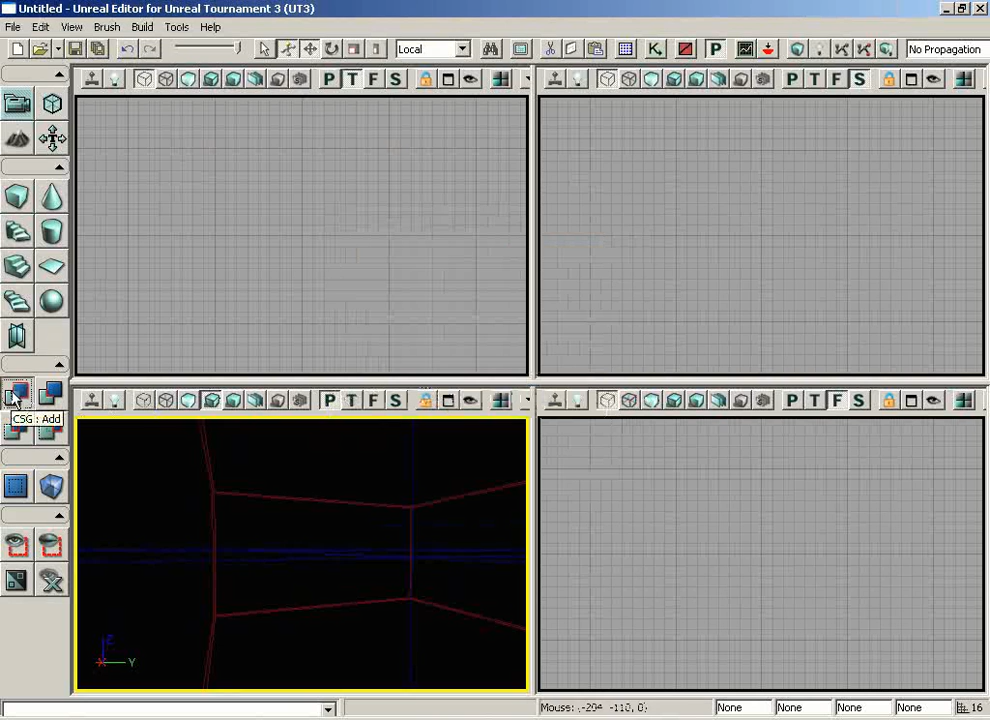 Untitled - Unreal Editor for Unreal Tournament 3 (UT3)
File Edit View Brush Build Tools Help
Local P No Propagation
P T F S P T F S
CSG : Add
P T F S P T F S
Z
X Y
None None None None 16